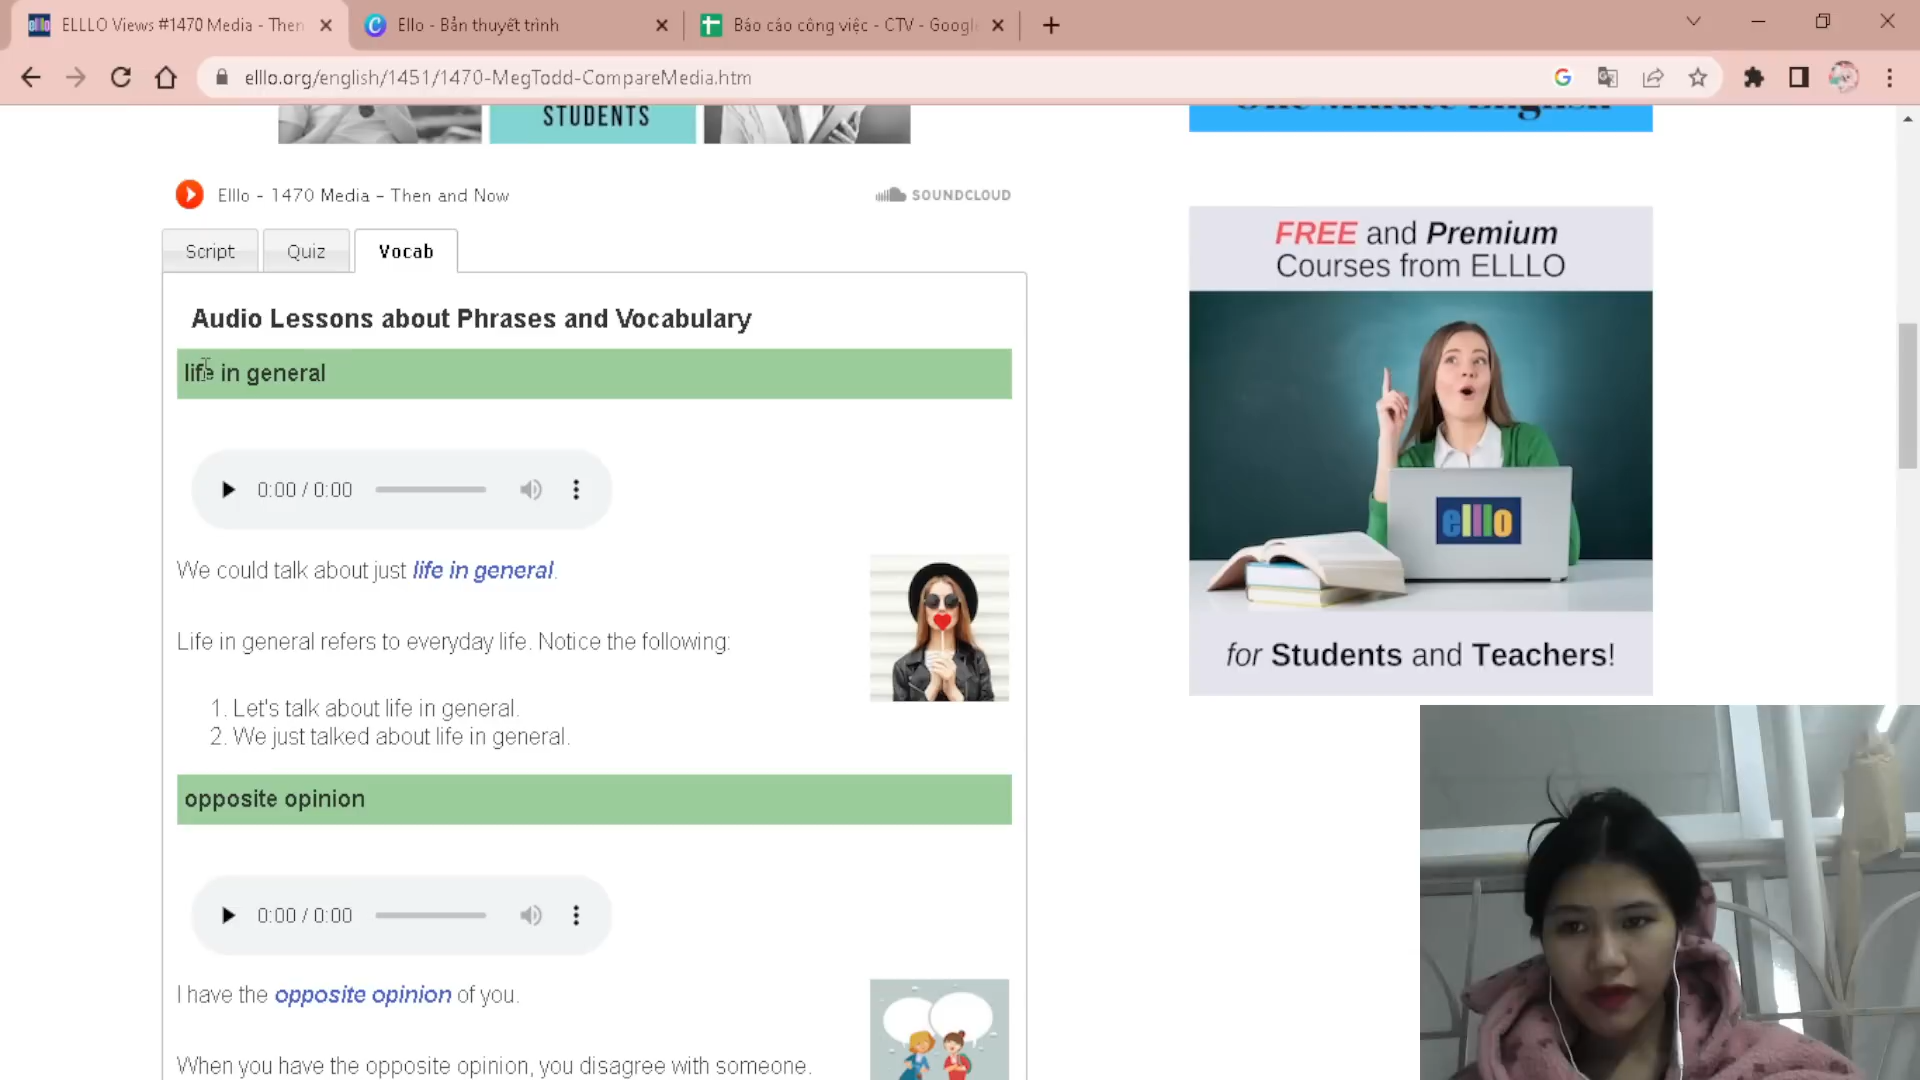 ELLLO Views #1470 Media - Then
Ello - Bản thuyết trình
Báo cáo công việc - CTV - Googl
elllo.org/english/1451/1470-MegTodd-CompareMedia.htm
STUDENTS
One Minute English
Elllo - 1470 Media – Then and Now
SOUNDCLOUD
Script
Quiz
Vocab
Audio Lessons about Phrases and Vocabulary
life in general
0:00 / 0:00
We could talk about just life in general.
Life in general refers to everyday life. Notice the following:
1. Let's talk about life in general.
2. We just talked about life in general.
opposite opinion
0:00 / 0:00
I have the opposite opinion of you.
When you have the opposite opinion, you disagree with someone.
FREE and Premium
Courses from ELLLO
elllo
for Students and Teachers!